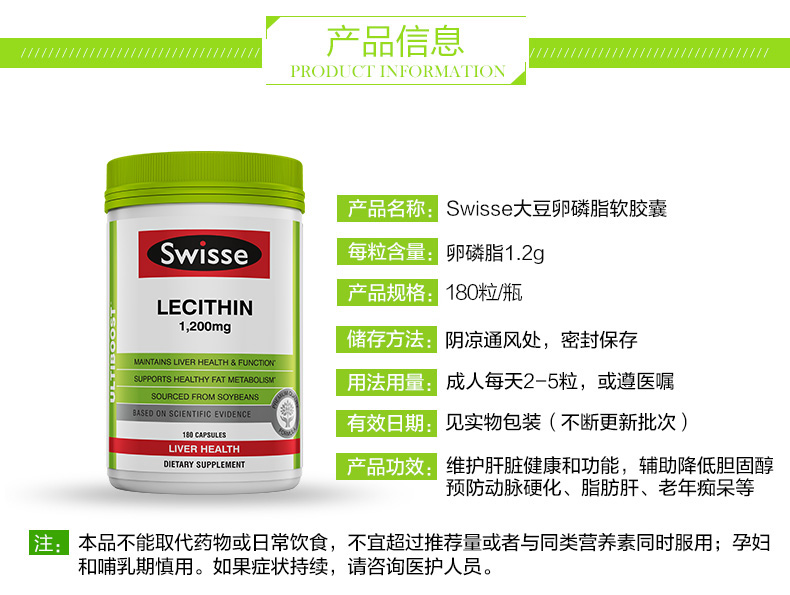 产品信息
PRODUCT INFORMATION
Swisse
LECITHIN
1,200mg
ULTIBOOST
MAINTAINS LIVER HEALTH & FUNCTION*
SUPPORTS HEALTHY FAT METABOLISM*
SOURCED FROM SOYBEANS
BASED ON SCIENTIFIC EVIDENCE
180 CAPSULES
LIVER HEALTH
DIETARY SUPPLEMENT
产品名称： Swisse大豆卵磷脂软胶囊
每粒含量： 卵磷脂1.2g
产品规格： 180粒/瓶
储存方法： 阴凉通风处，密封保存
用法用量： 成人每天2-5粒，或遵医嘱
有效日期： 见实物包装（不断更新批次）
产品功效： 维护肝脏健康和功能，辅助降低胆固醇
预防动脉硬化、脂肪肝、老年痴呆等
注： 本品不能取代药物或日常饮食，不宜超过推荐量或者与同类营养素同时服用；孕妇
和哺乳期慎用。如果症状持续，请咨询医护人员。